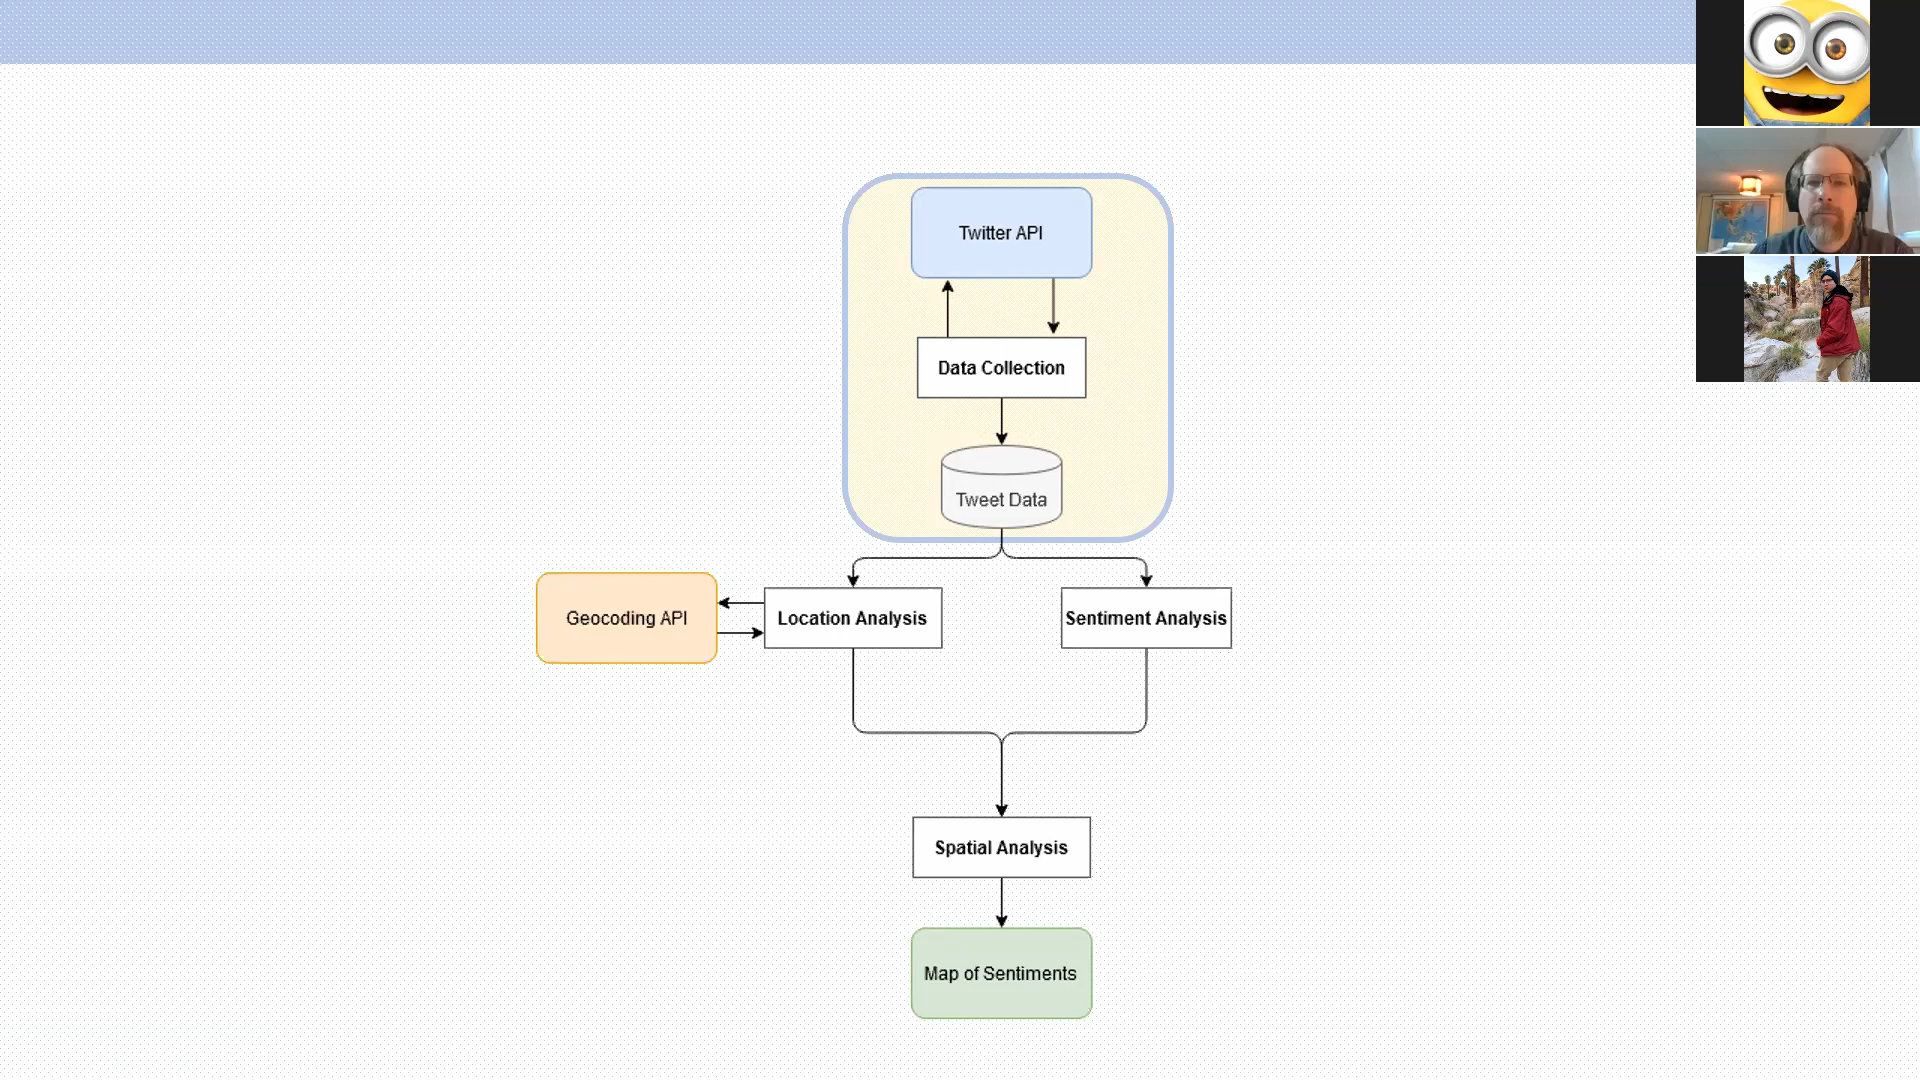 Twitter API
Data Collection
Tweet Data
Geocoding API
Location Analysis
Sentiment Analysis
Spatial Analysis
Map of Sentiments